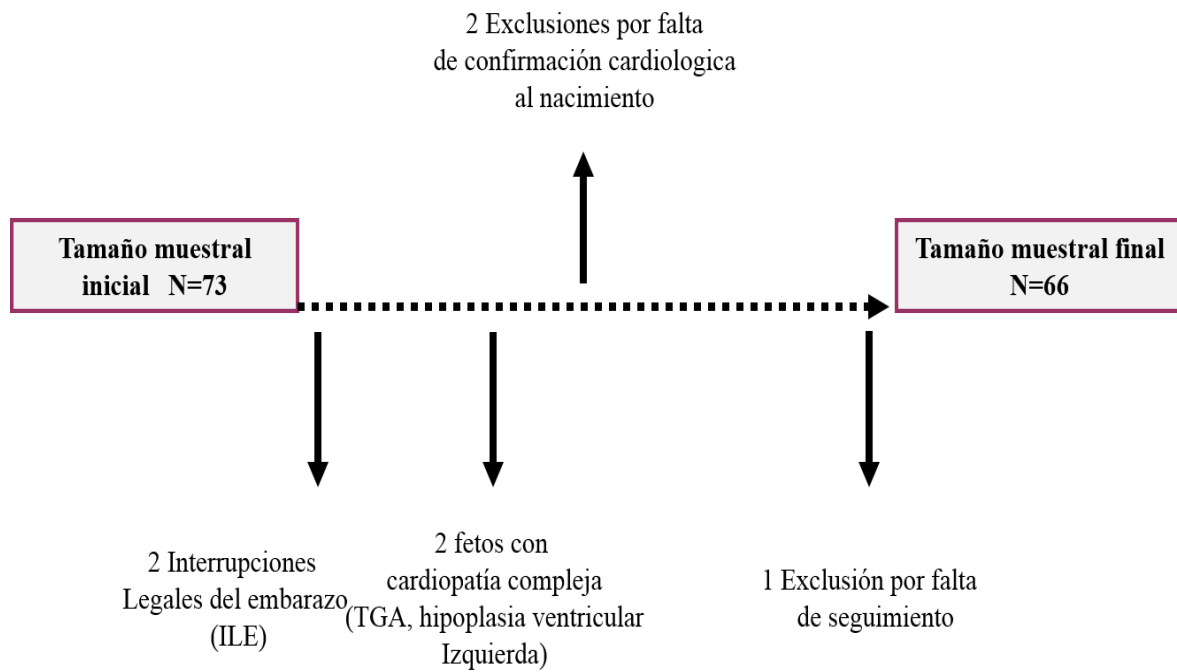 2 Exclusiones por falta
de confirmación cardiologica
al nacimiento
Tamaño muestral
inicial N=73
Tamaño muestral final
N=66
2 Interrupciones
Legales del embarazo
(ILE)
2 fetos con
cardiopatía compleja
(TGA, hipoplasia ventricular
Izquierda)
1 Exclusión por falta
de seguimiento